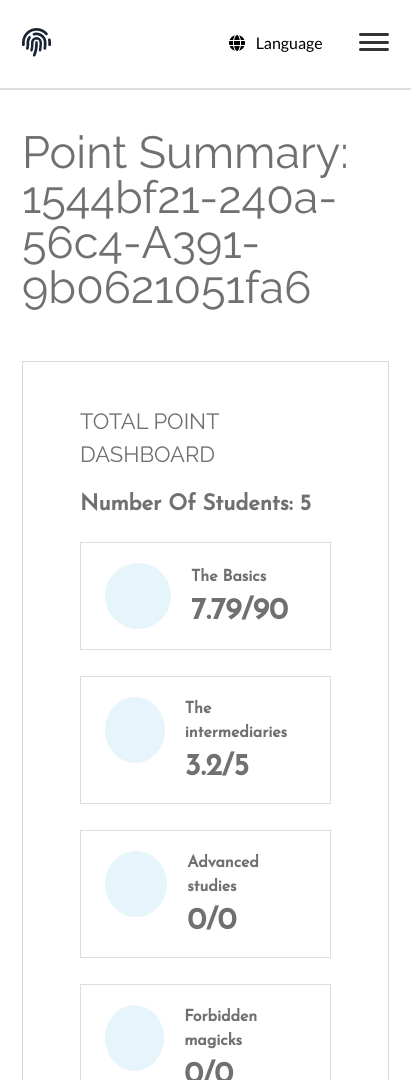 Language
Point Summary:
1544bf21-240a-
56c4-A391-
9b0621051fa6
TOTAL POINT
DASHBOARD
Number Of Students: 5
The Basics
7.79/90
The
intermediaries
3.2/5
Advanced
studies
0/0
Forbidden
magicks
0/0